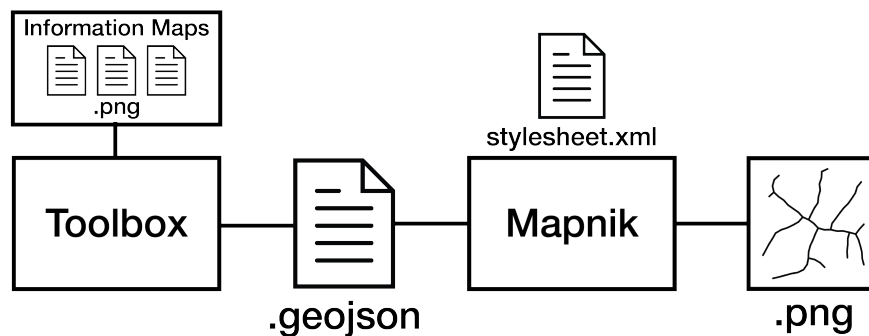 Information Maps
.png
stylesheet.xml
Toolbox
Mapnik
.geojson
.png